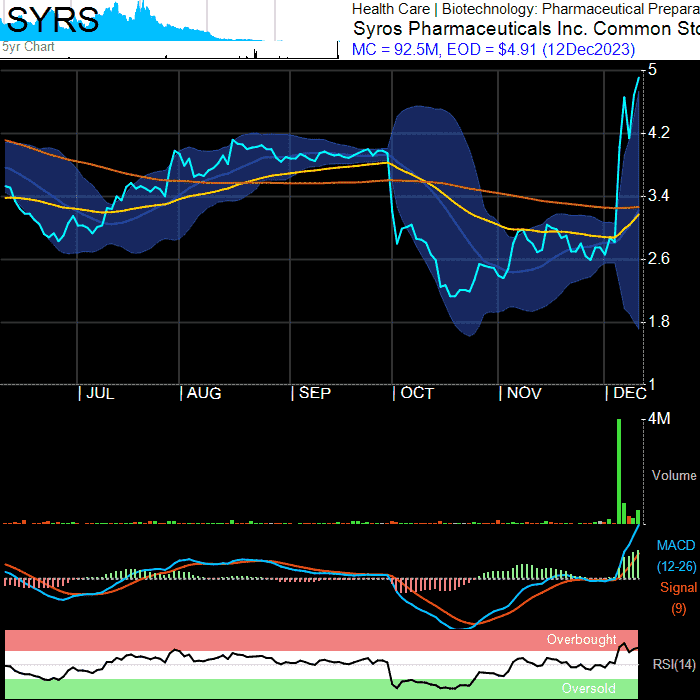 SYRS
Health Care | Biotechnology: Pharmaceutical Prepara
Syros Pharmaceuticals Inc. Common Sto
5yr Chart
MC = 92.5M, EOD = $4.91 (12Dec2023)
5
4.2
3.4
2.6
1.8
1
| JUL | AUG | SEP | OCT | NOV | DEC
4M
Volume
MACD
(12-26)
Signal
(9)
Overbought
RSI(14)
Oversold